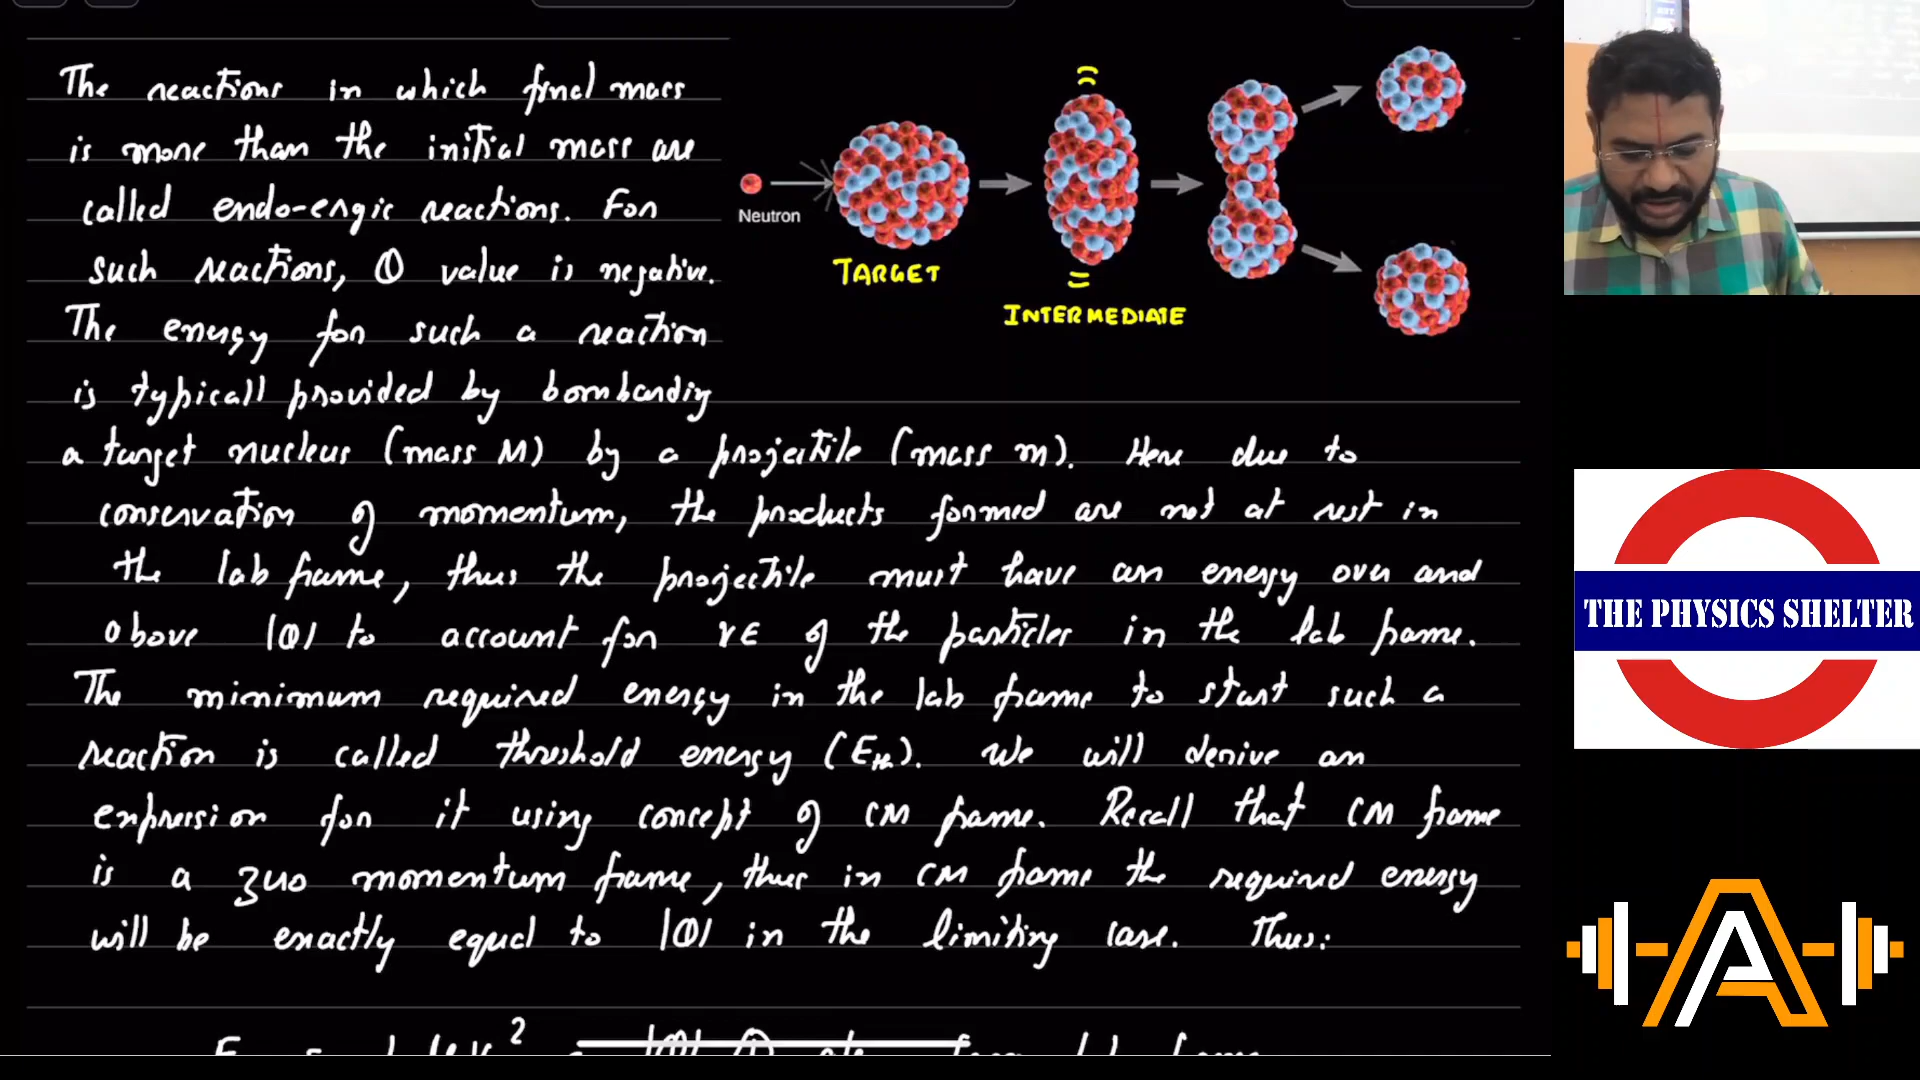 The reactions in which final mass
is more than the initial mass are
called endo-ergic reactions. For
such reactions, Q value is negative.
The energy for such a reaction
is typicall provided by bombarding
a target nucleus (mass M) by a projectile (mass m). Here due to
conservation of momentum, the products formed are not at rest in
the lab frame, thus the projectile must have an energy over and
above |Q| to account for KE of the particles in the lab frame.
The minimum required energy in the lab frame to start such a
reaction is called threshold energy (Eth). We will derive an
expression for it using concept of CM frame. Recall that CM frame
is a zero momentum frame, thus in CM frame the required energy
will be exactly equal to |Q| in the limiting case. Thus:
Neutron
TARGET
INTERMEDIATE
THE PHYSICS SHELTER